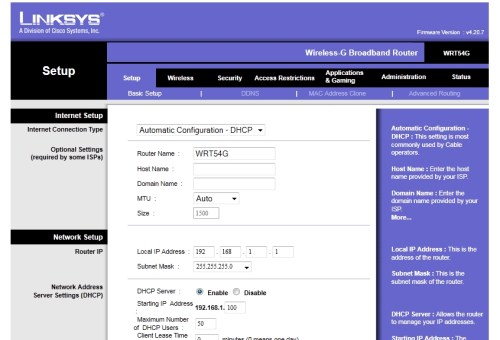 LINKSYS®
A Division of Cisco Systems, Inc.
Firmware Version : v4.20.7
Wireless-G Broadband Router
WRT54G
Setup
Setup
Wireless
Security
Access Restrictions
Applications & Gaming
Administration
Status
Basic Setup | DDNS | MAC Address Clone | Advanced Routing
Internet Setup
Internet Connection Type
Automatic Configuration - DHCP
Optional Settings
(required by some ISPs)
Router Name : WRT54G
Host Name :
Domain Name :
MTU : Auto
Size : 1500
Network Setup
Router IP
Local IP Address : 192 . 168 . 1 . 1
Subnet Mask : 255.255.255.0
Network Address
Server Settings (DHCP)
DHCP Server : Enable Disable
Starting IP Address : 192.168.1. 100
Maximum Number
of DHCP Users : 50
Client Lease Time
0 minutes (0 means one day)
Automatic Configuration -
DHCP : This setting is most
commonly used by Cable
operators.
Host Name : Enter the host
name provided by your ISP.
Domain Name : Enter the
domain name provided by your
ISP.
More...
Local IP Address : This is the
address of the router.
Subnet Mask : This is the
subnet mask of the router.
DHCP Server : Allows the router
to manage your IP addresses.
Starting IP Address : The